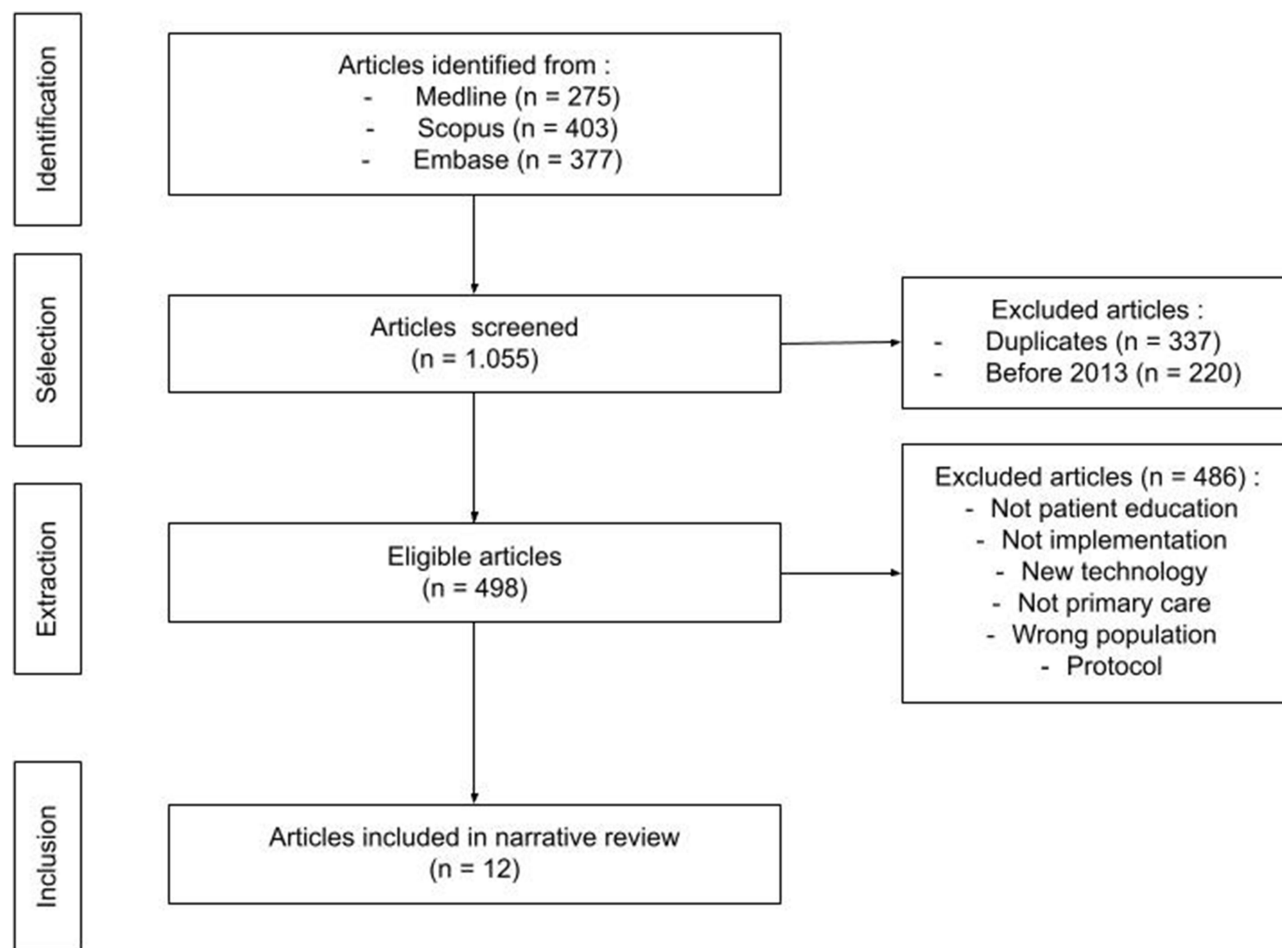 Identification
Articles identified from :
- Medline (n = 275)
- Scopus (n = 403)
- Embase (n = 377)
Sélection
Articles screened
(n = 1.055)
Excluded articles :
- Duplicates (n = 337)
- Before 2013 (n = 220)
Extraction
Eligible articles
(n = 498)
Excluded articles (n = 486) :
- Not patient education
- Not implementation
- New technology
- Not primary care
- Wrong population
- Protocol
Inclusion
Articles included in narrative review
(n = 12)